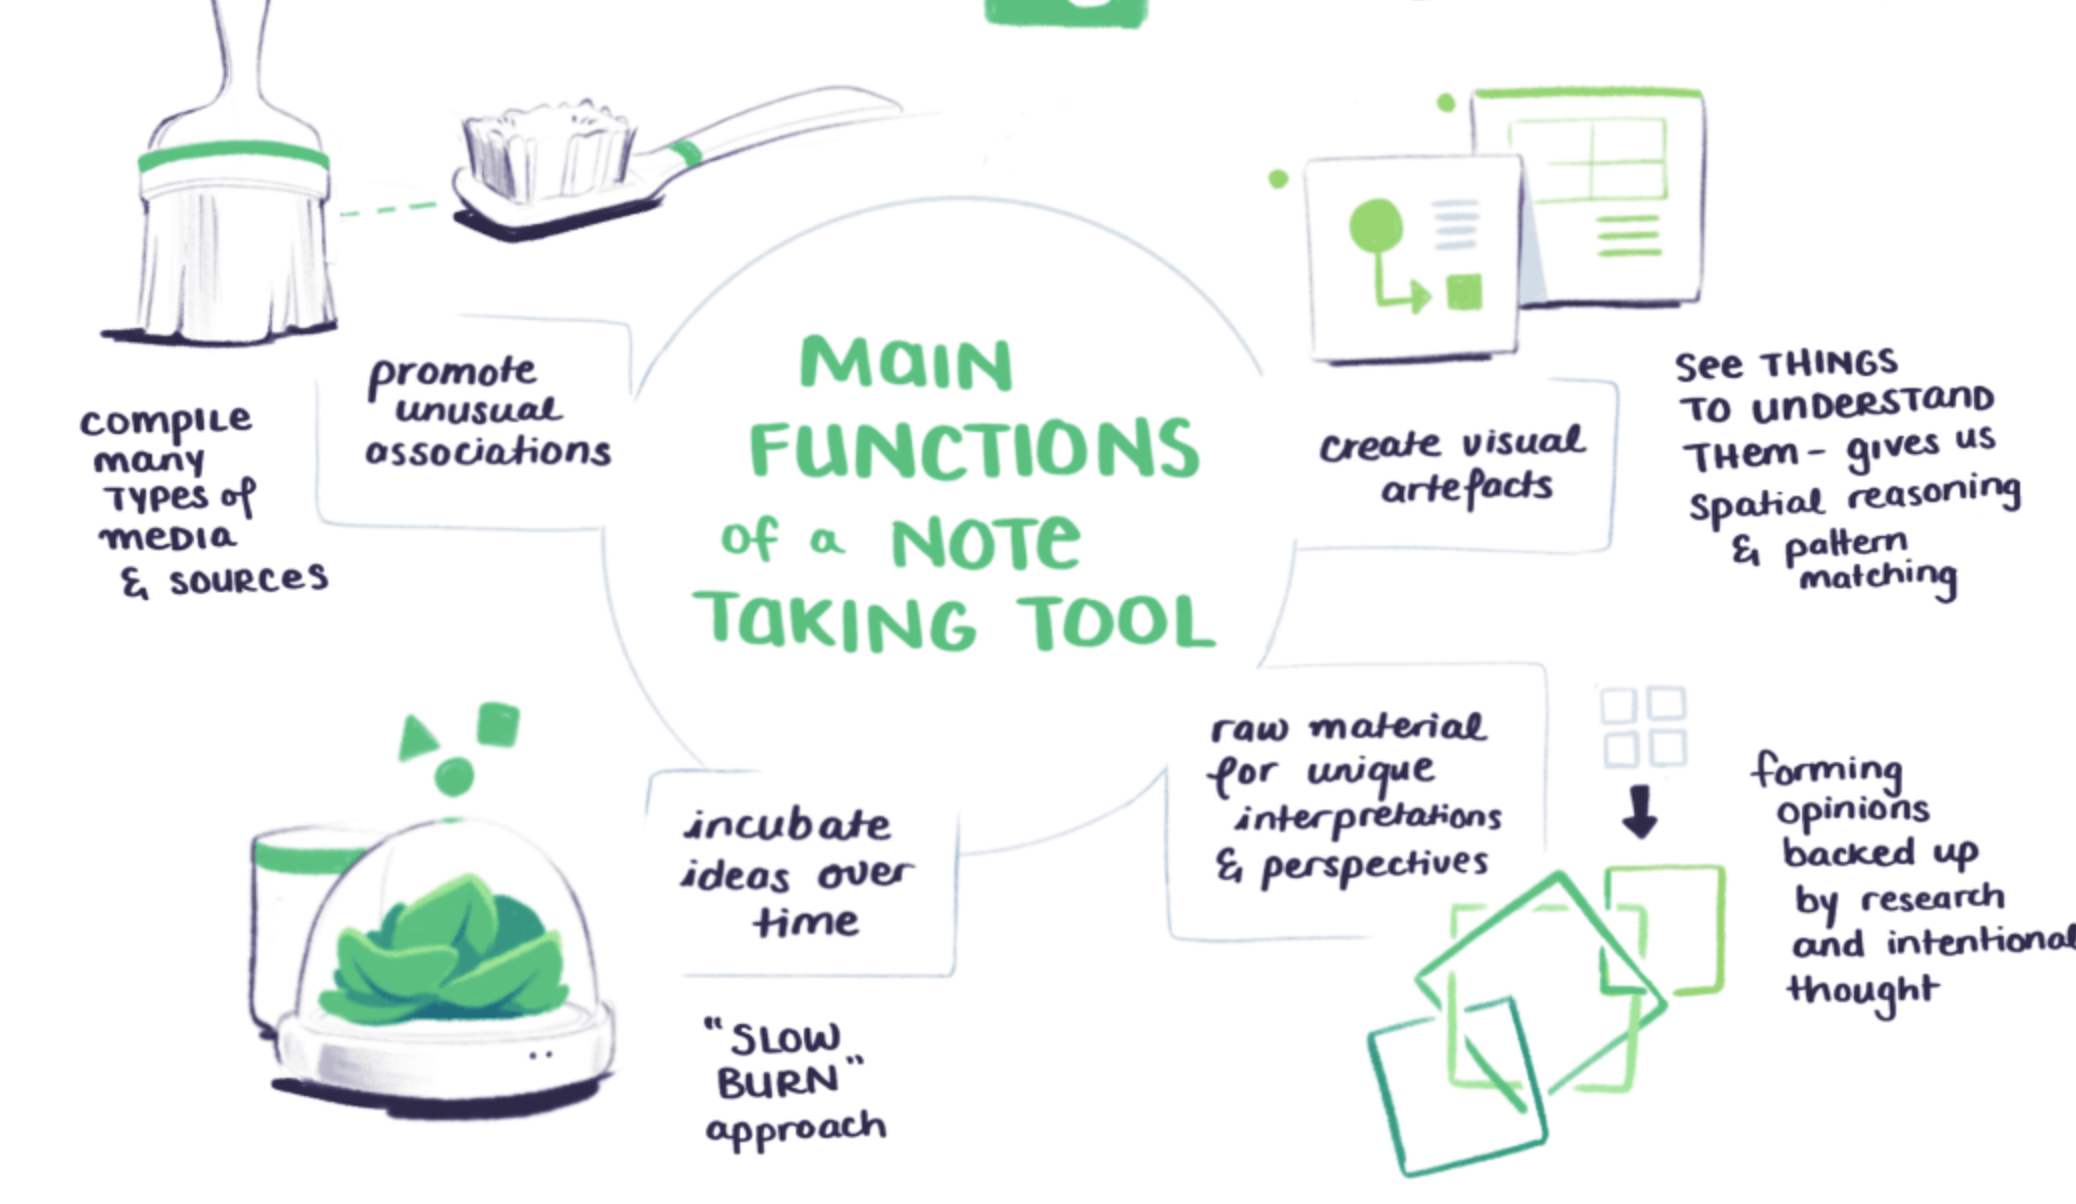 Main
FUNCTIONS
of a NOTE
TAKING TOOL
promote
unusual
associations
compile
many
types of
media
& sources
create visual
artefacts
See THINGS
TO UNDERSTAND
THEM - gives us
spatial reasoning
& pattern
matching
incubate
ideas over
time
"SLOW
BURN"
approach
raw material
for unique
interpretations
& perspectives
forming
opinions
backed up
by research
and intentional
thought